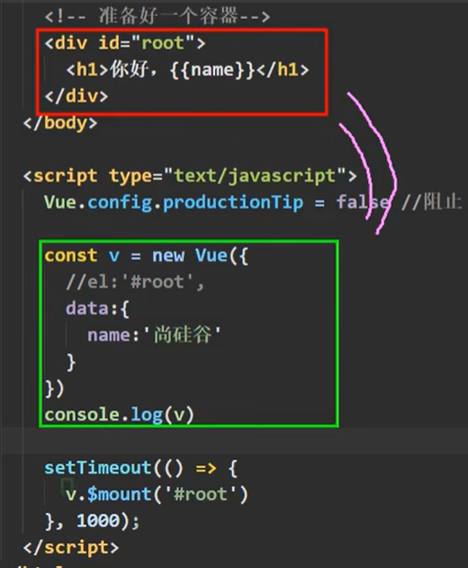 <!-- 准备好一个容器-->
<div id="root">
<h1>你好，{{name}}</h1>
</div>
</body>
<script type="text/javascript">
Vue.config.productionTip = false //阻止
const v = new Vue({
//el:'#root',
data:{
name:'尚硅谷'
}
})
console.log(v)
setTimeout(() => {
v.$mount('#root')
}, 1000);
</script>